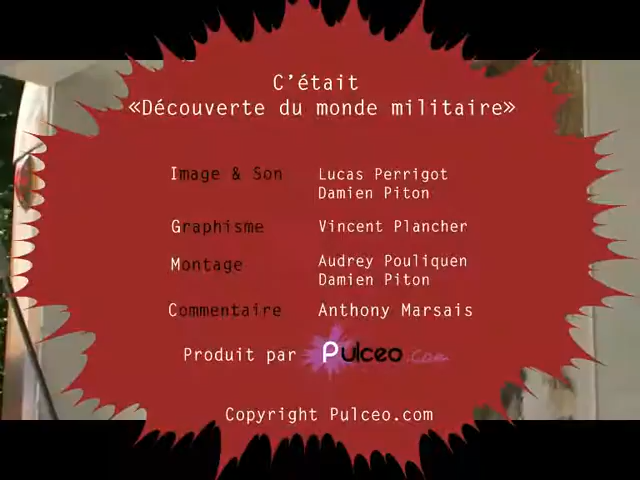 C'était
«Découverte du monde militaire»
Image & Son Lucas Perrigot
Damien Piton
Graphisme Vincent Plancher
Montage Audrey Pouliquen
Damien Piton
Commentaire Anthony Marsais
Produit par Pulceo.com
Copyright Pulceo.com